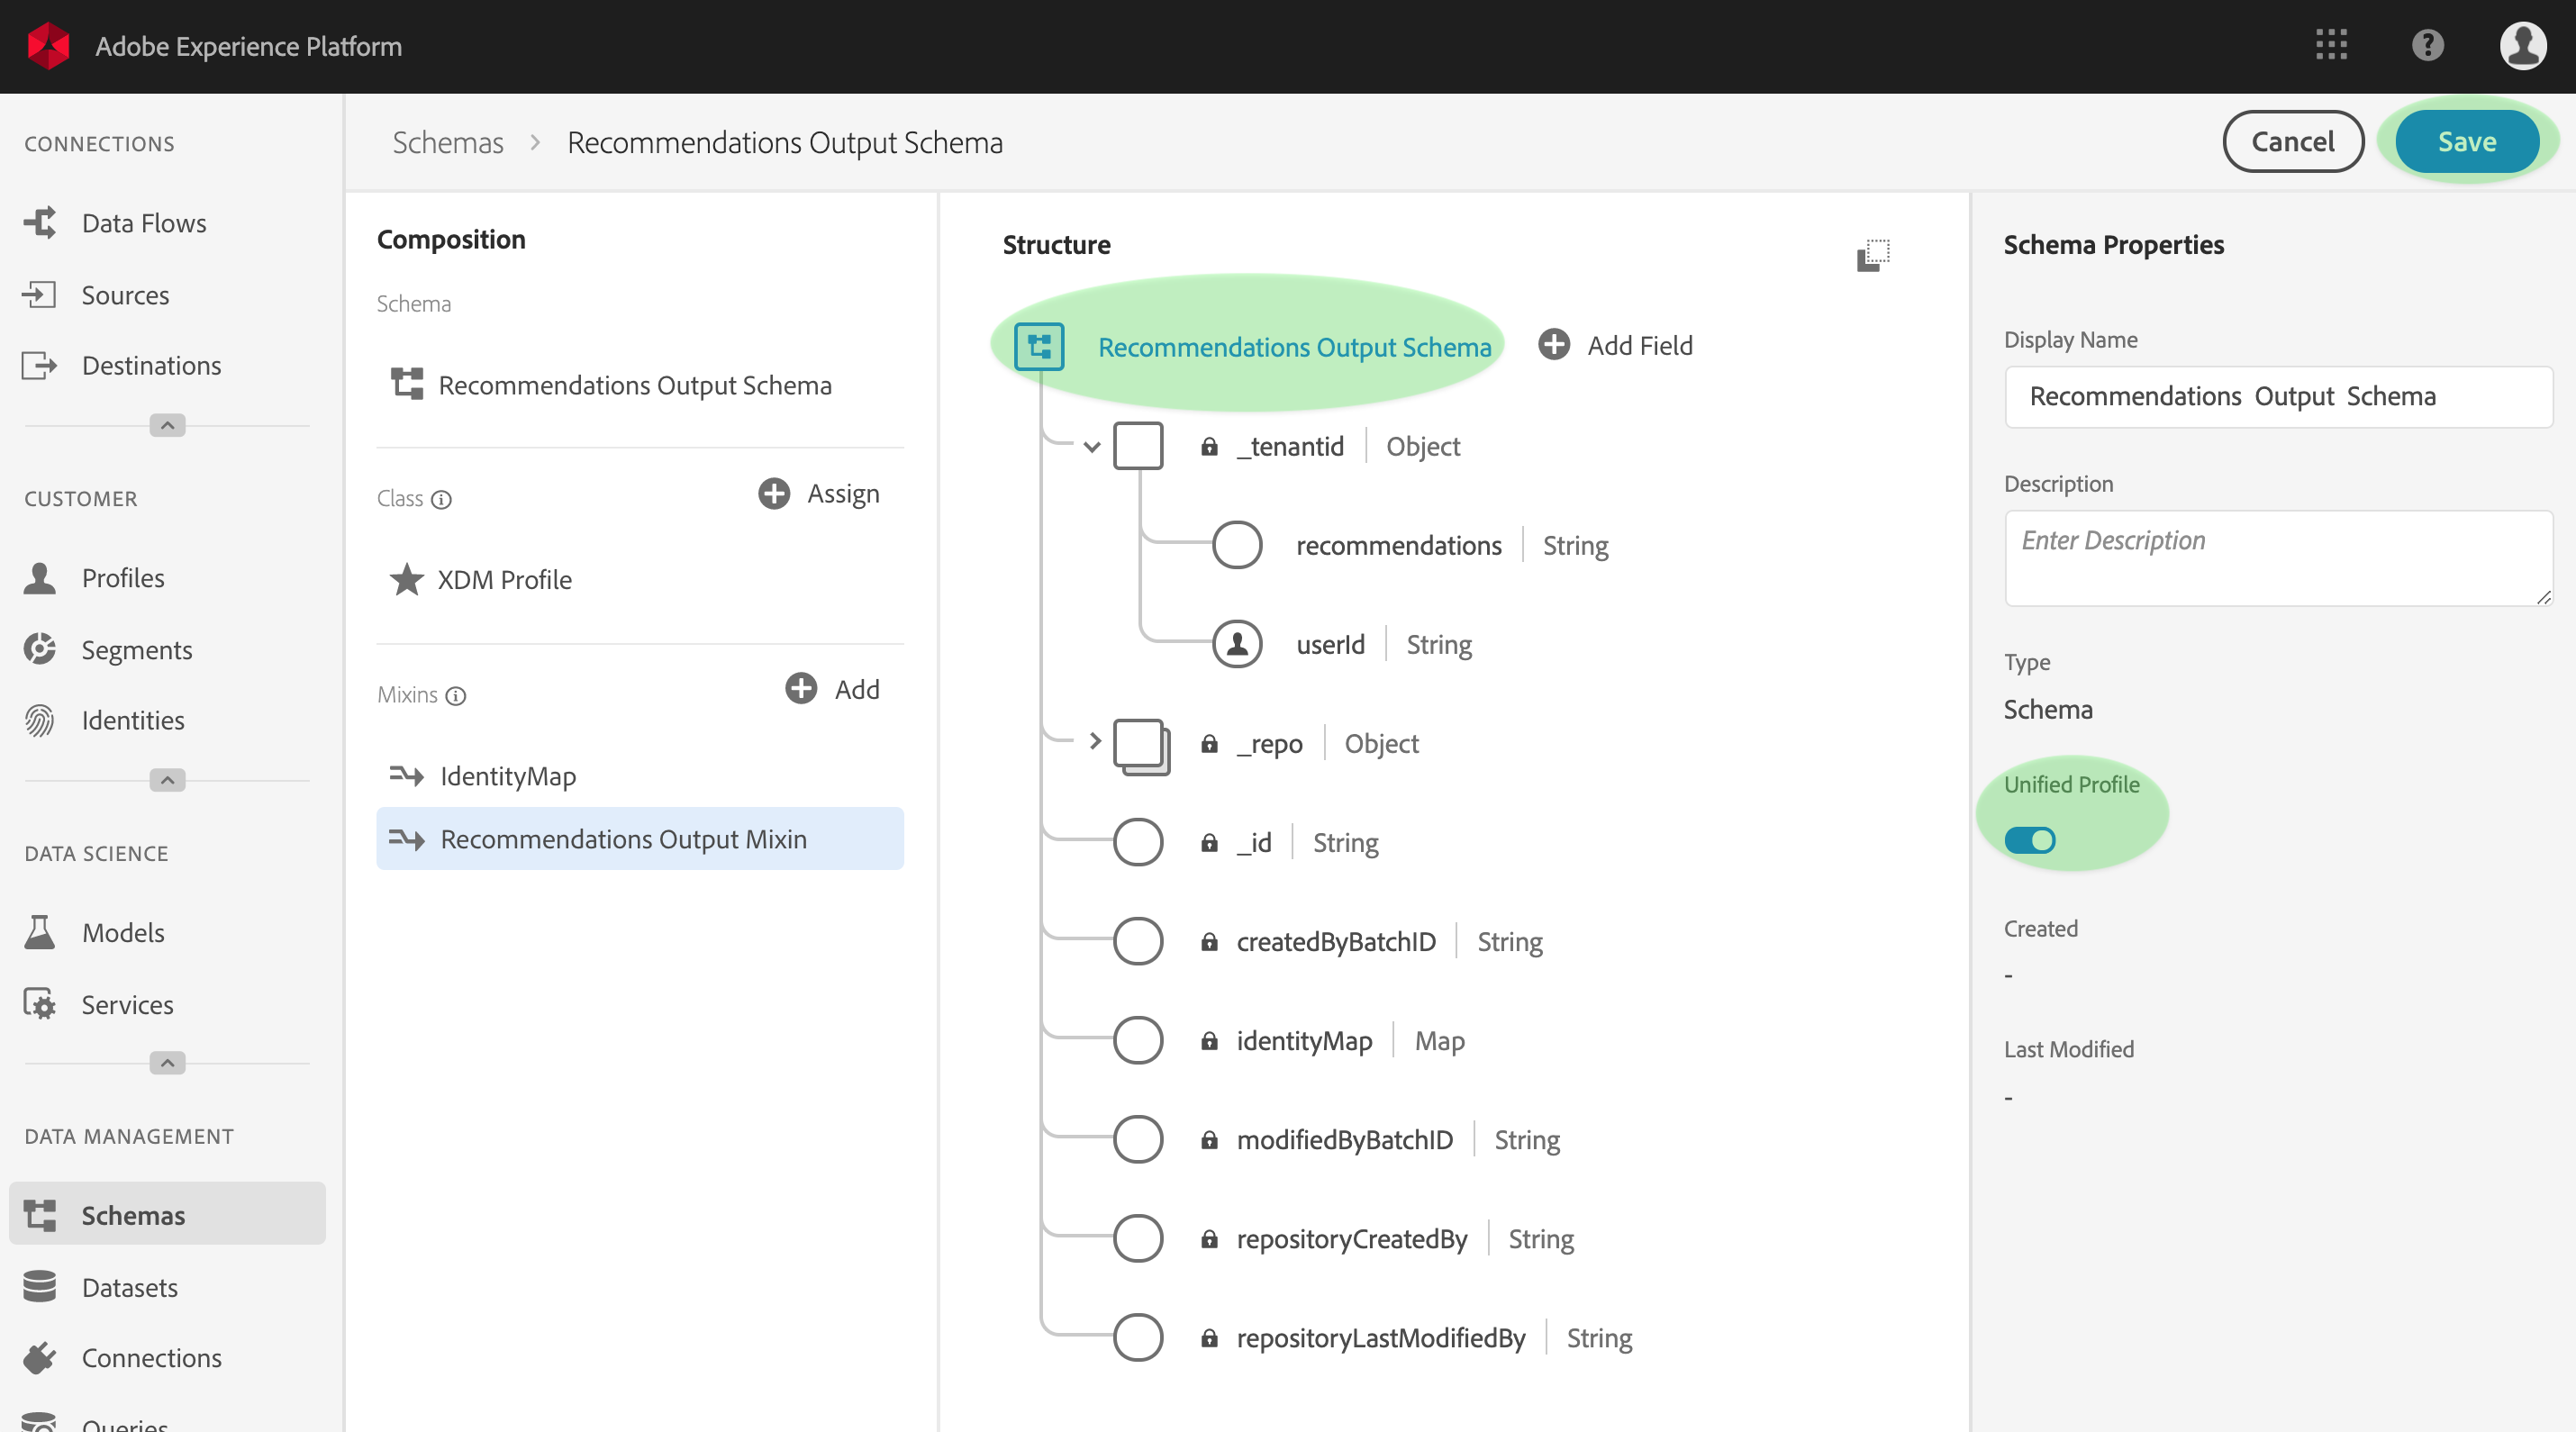 Adobe Experience Platform
?
CONNECTIONS
Data Flows
Sources
Destinations
CUSTOMER
Profiles
Segments
Identities
DATA SCIENCE
Models
Services
DATA MANAGEMENT
Schemas
Datasets
Connections
Queries
Schemas > Recommendations Output Schema
Cancel
Save
Composition
Schema
Recommendations Output Schema
Class
Assign
XDM Profile
Mixins
Add
IdentityMap
Recommendations Output Mixin
Structure
Recommendations Output Schema
Add Field
_tenantid | Object
recommendations | String
userId | String
_repo | Object
_id | String
createdByBatchID | String
identityMap | Map
modifiedByBatchID | String
repositoryCreatedBy | String
repositoryLastModifiedBy | String
Schema Properties
Display Name
Recommendations Output Schema
Description
Enter Description
Type
Schema
Unified Profile
Created
-
Last Modified
-